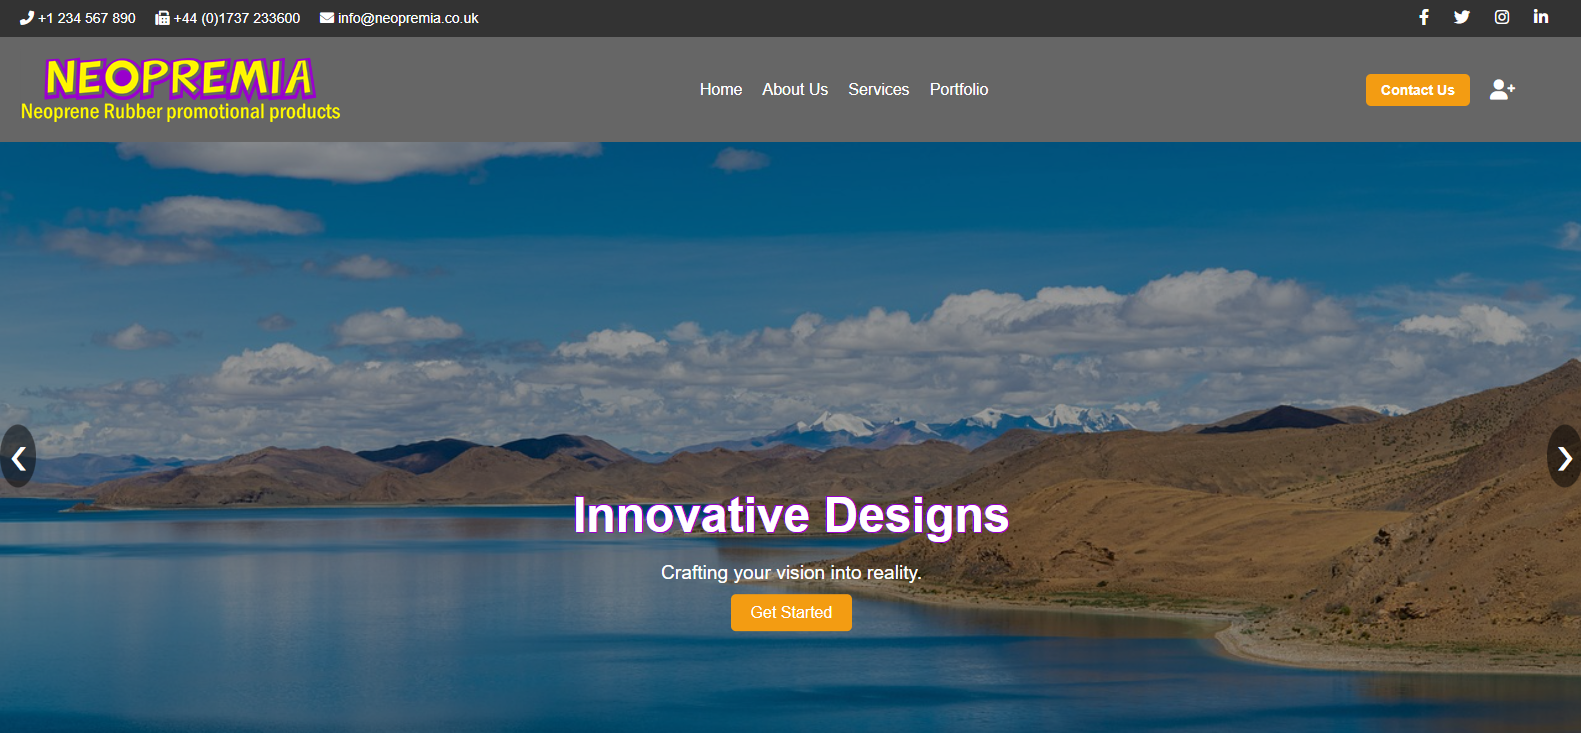 +1 234 567 890 +44 (0)1737 233600 info@neopremia.co.uk
NEOPREMIA
Neoprene Rubber promotional products
Home About Us Services Portfolio
Contact Us
Innovative Designs
Crafting your vision into reality.
Get Started